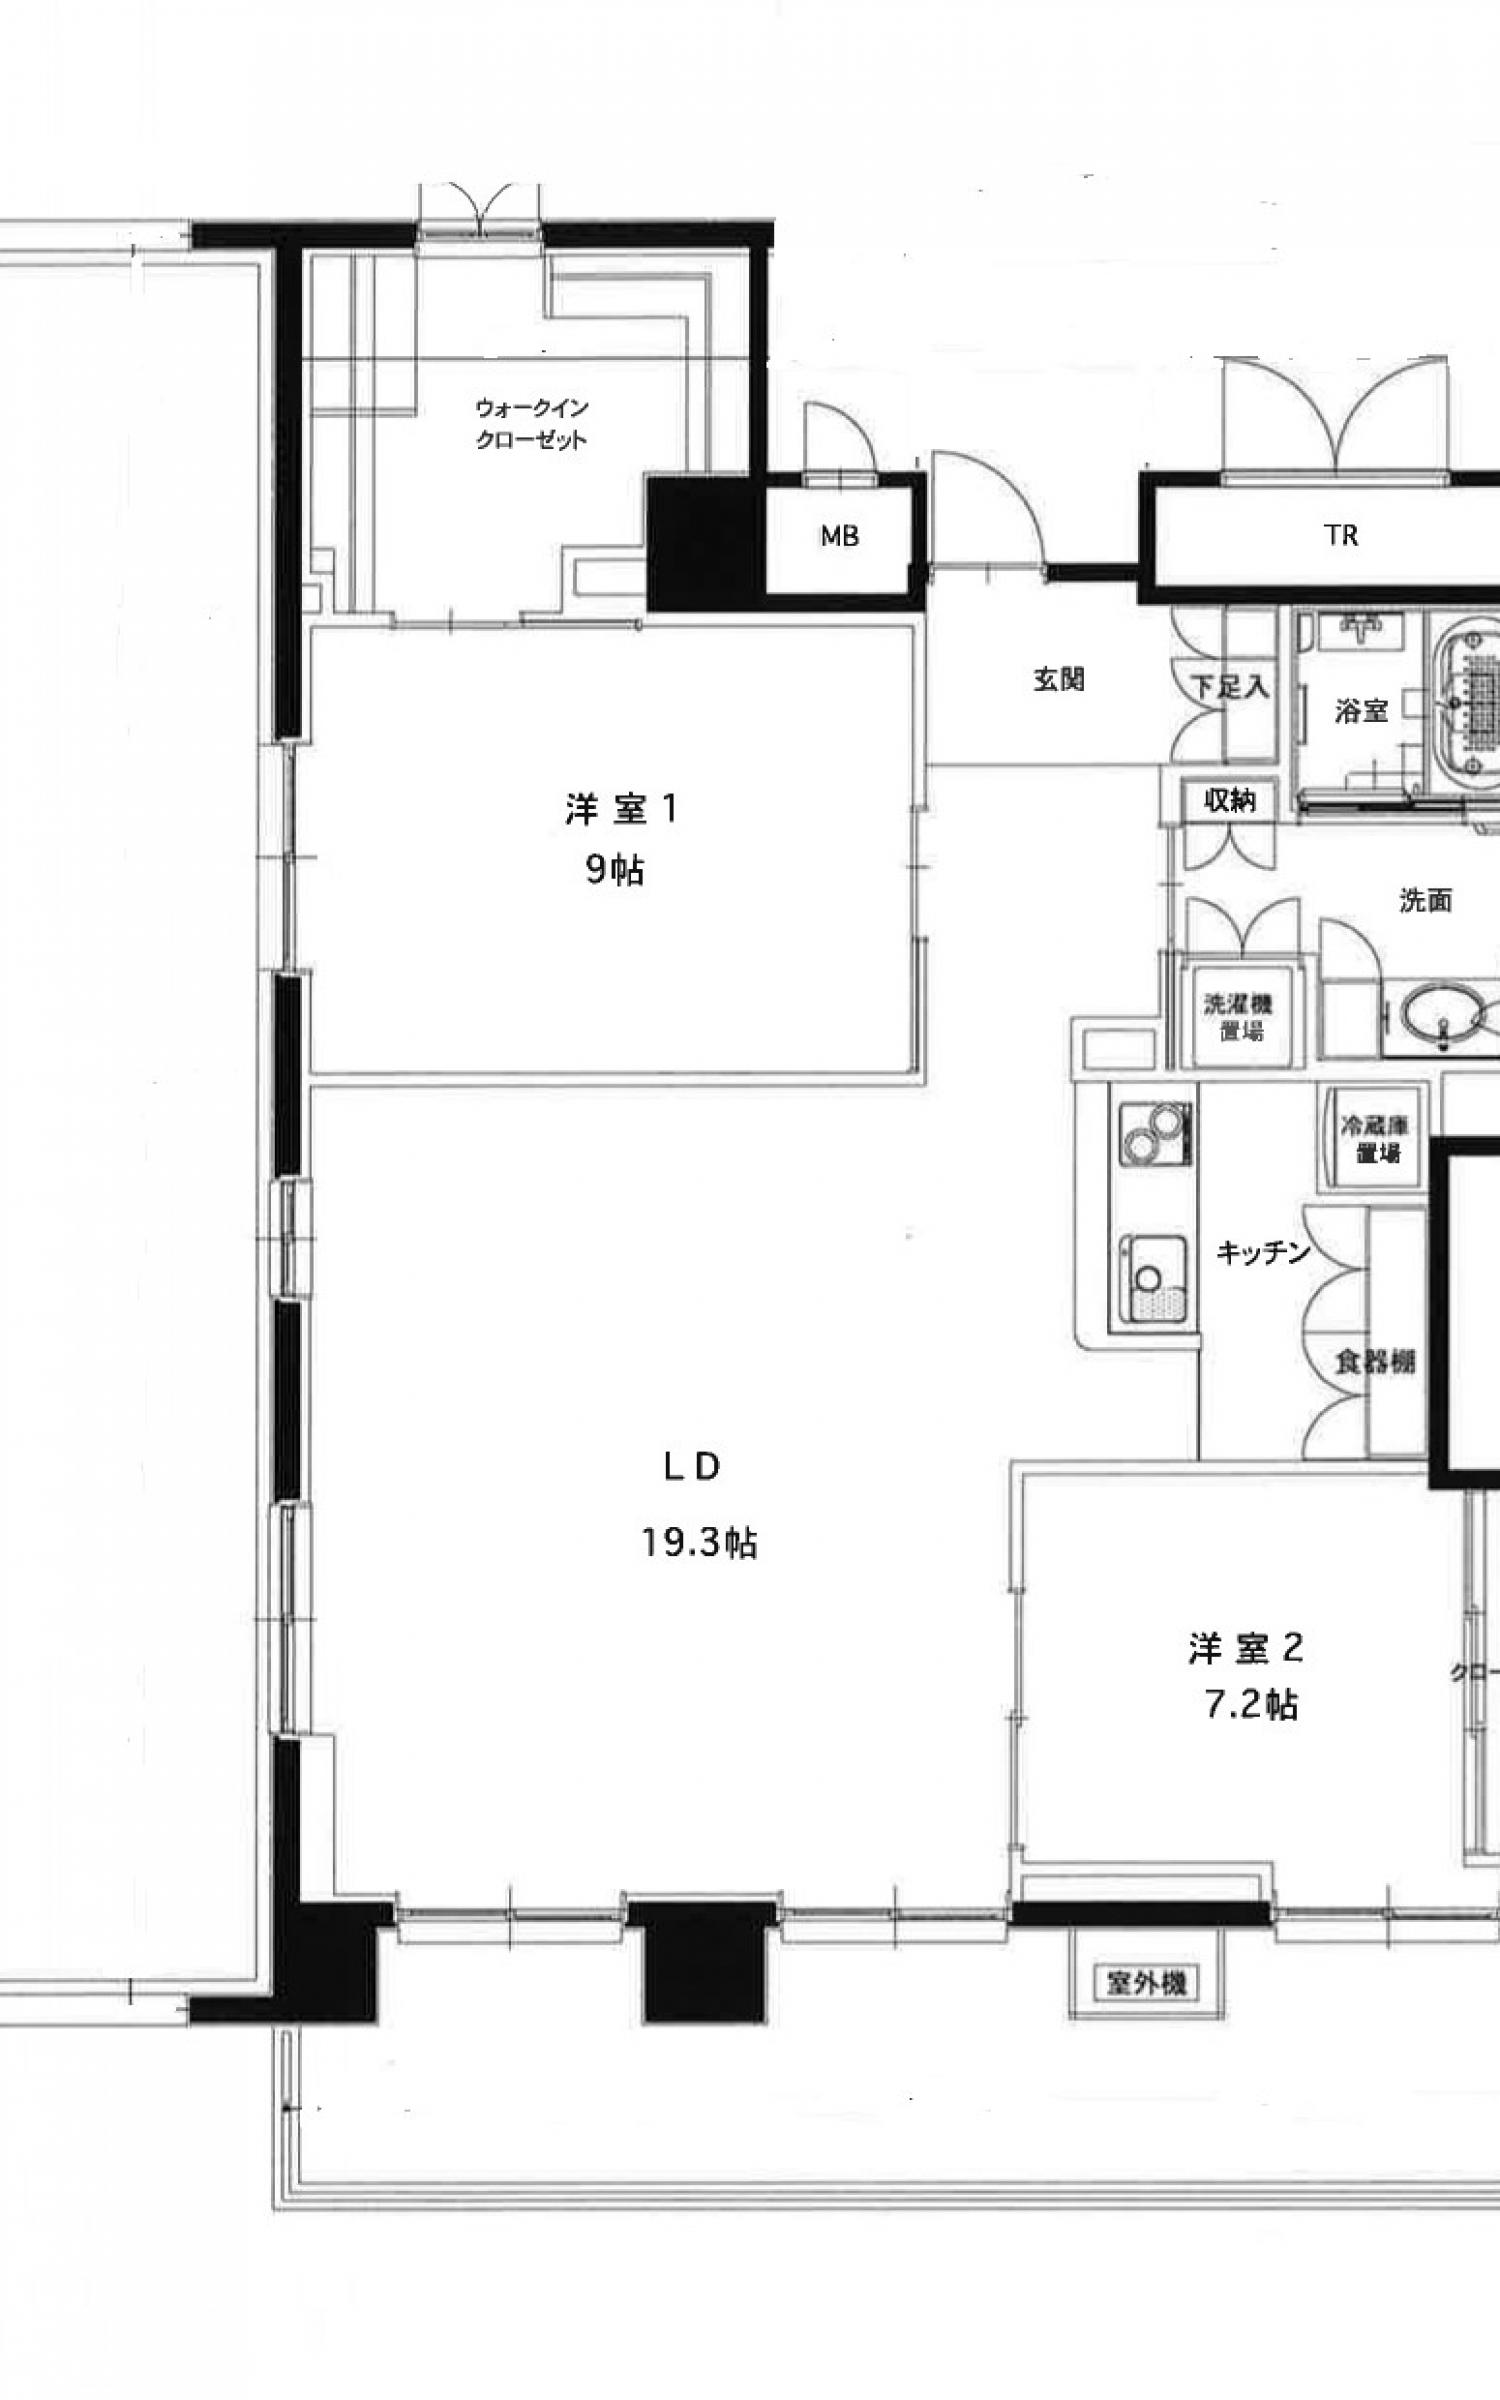 ウォークイン
クローゼット
MB
TR
玄関
下足入
浴室
収納
洋室1
9帖
洗面
洗濯機
置場
冷蔵庫
置場
キッチン
食器棚
LD
19.3帖
洋室2
7.2帖
クロー
室外機